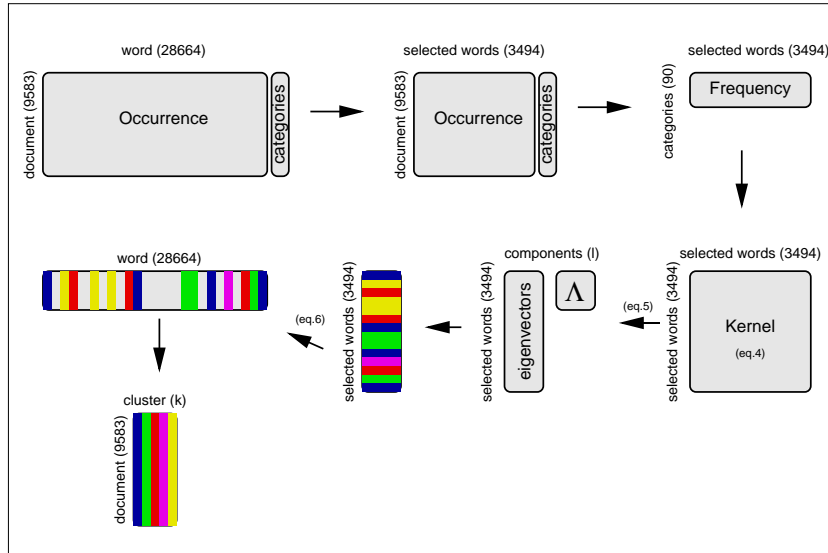 word (28664)
selected words (3494)
selected words (3494)
document (9583)
Occurrence
categories
document (9583)
Occurrence
categories
categories (90)
Frequency
word (28664)
selected words (3494)
(eq.6)
components (l)
selected words (3494)
eigenvectors
Λ
(eq.5)
selected words (3494)
selected words (3494)
Kernel
(eq.4)
cluster (k)
document (9583)